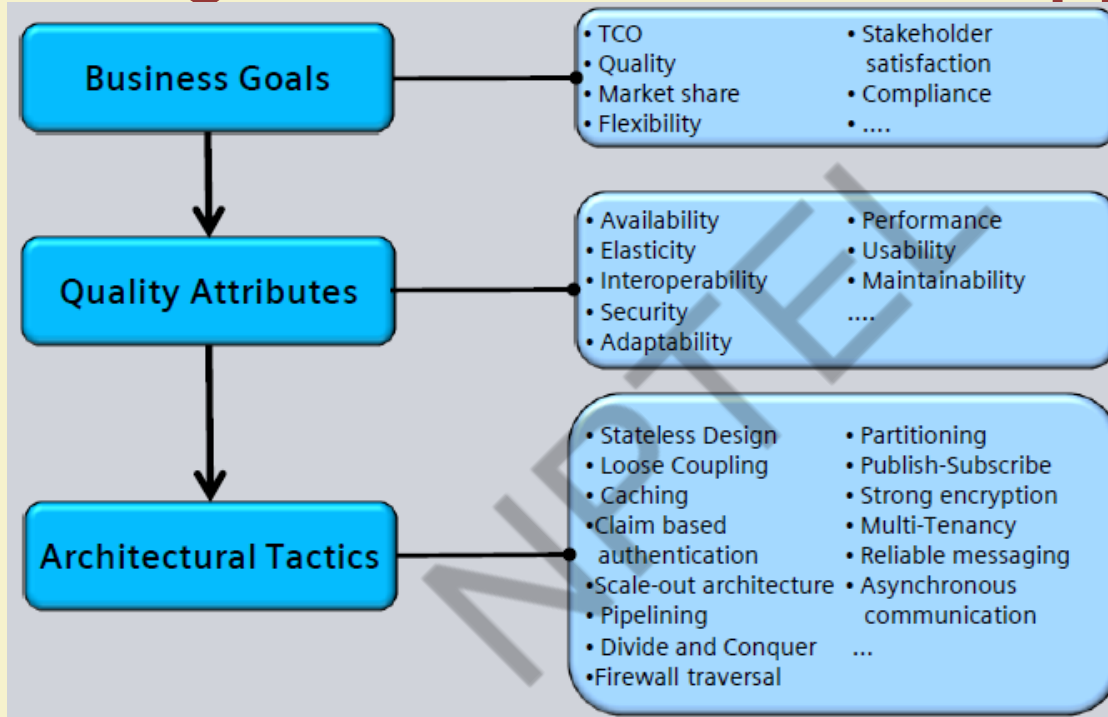 Business Goals
• TCO
• Quality
• Market share
• Flexibility
• Stakeholder
satisfaction
• Compliance
• ....
Quality Attributes
• Availability
• Elasticity
• Interoperability
• Security
• Adaptability
• Performance
• Usability
• Maintainability
....
Architectural Tactics
• Stateless Design
• Loose Coupling
• Caching
•Claim based
authentication
•Scale-out architecture
• Pipelining
• Divide and Conquer
•Firewall traversal
• Partitioning
• Publish-Subscribe
• Strong encryption
• Multi-Tenancy
• Reliable messaging
• Asynchronous
communication
...
NPTEL